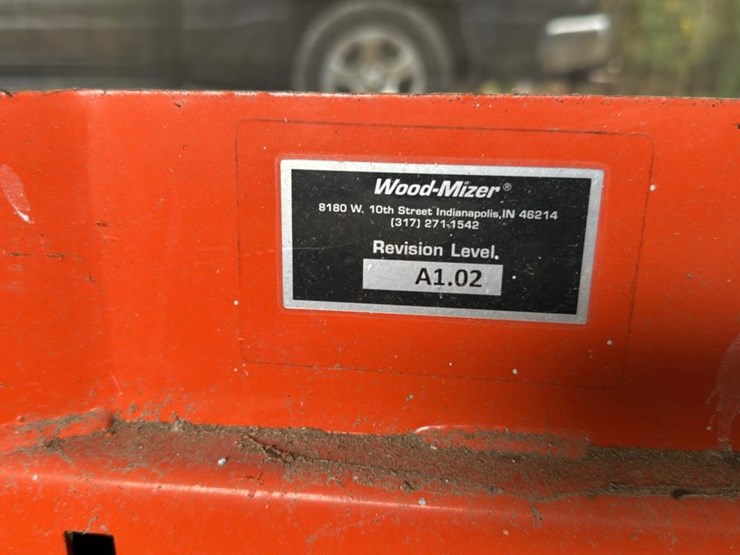 Wood-Mizer®
8180 W. 10th Street Indianapolis,IN 46214
(317) 271-1542
Revision Level.
A1.02